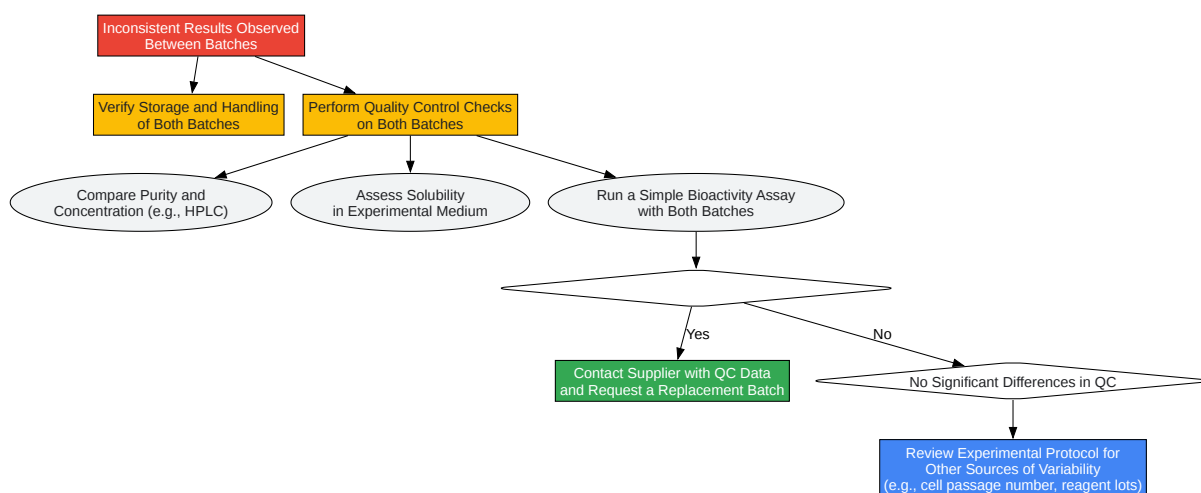 Inconsistent Results Observed
Between Batches
Verify Storage and Handling
of Both Batches
Perform Quality Control Checks
on Both Batches
Compare Purity and
Concentration (e.g., HPLC)
Assess Solubility
in Experimental Medium
Run a Simple Bioactivity Assay
with Both Batches
Yes
No
Contact Supplier with QC Data
and Request a Replacement Batch
No Significant Differences in QC
Review Experimental Protocol for
Other Sources of Variability
(e.g., cell passage number, reagent lots)